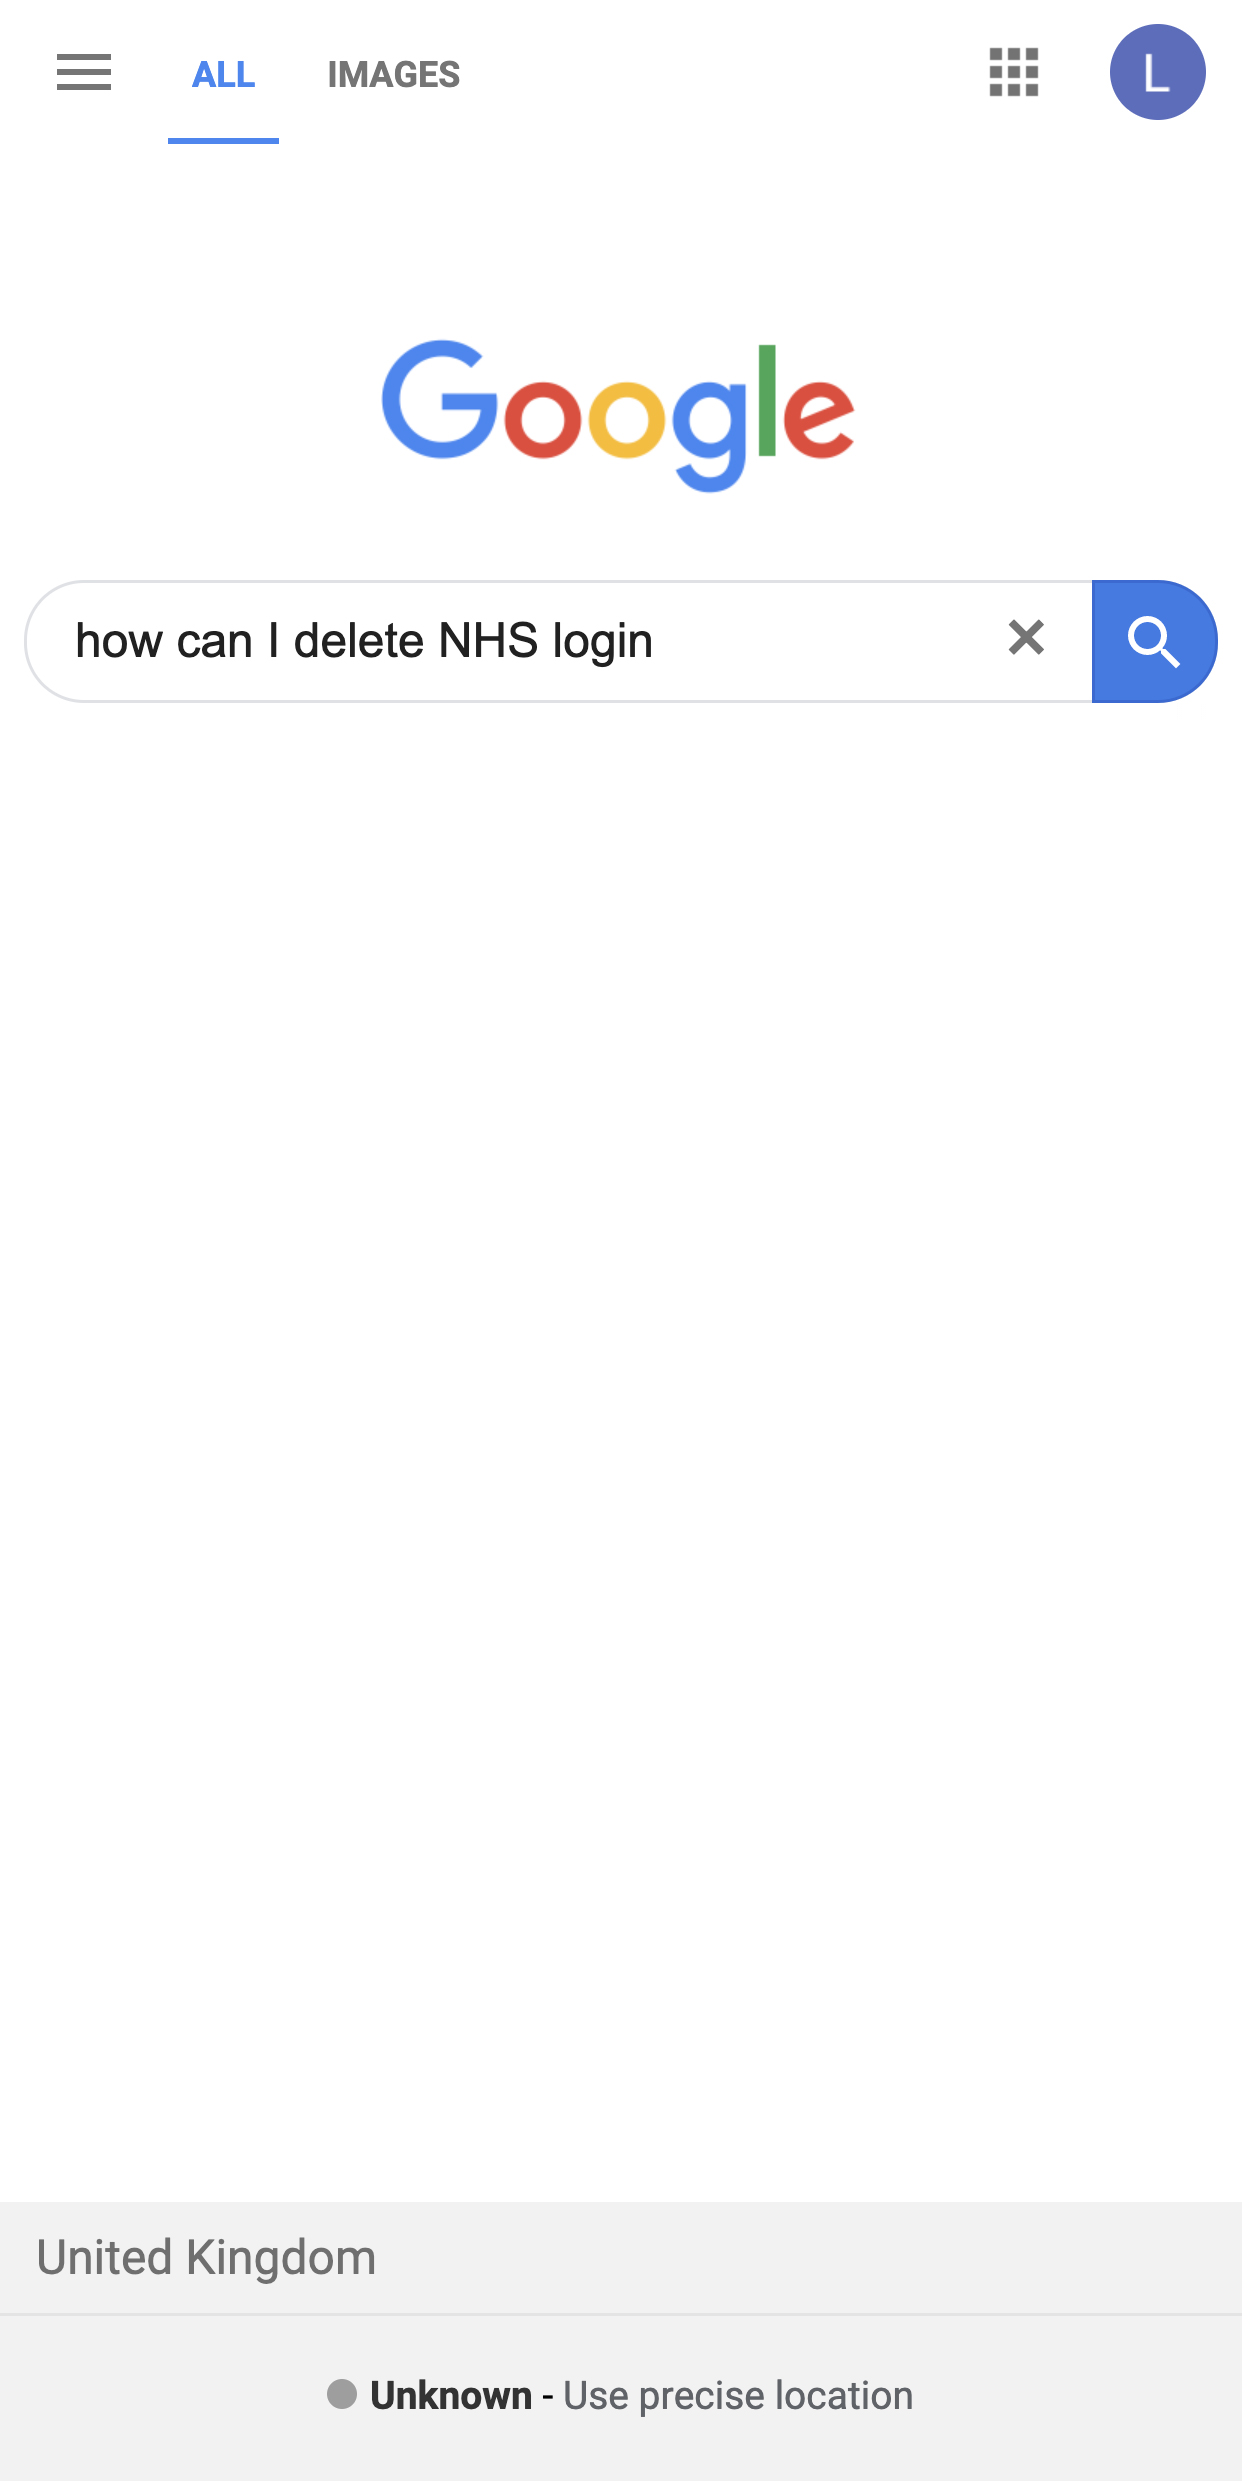 ALL IMAGES L
Google
how can I delete NHS login
United Kingdom
Unknown - Use precise location